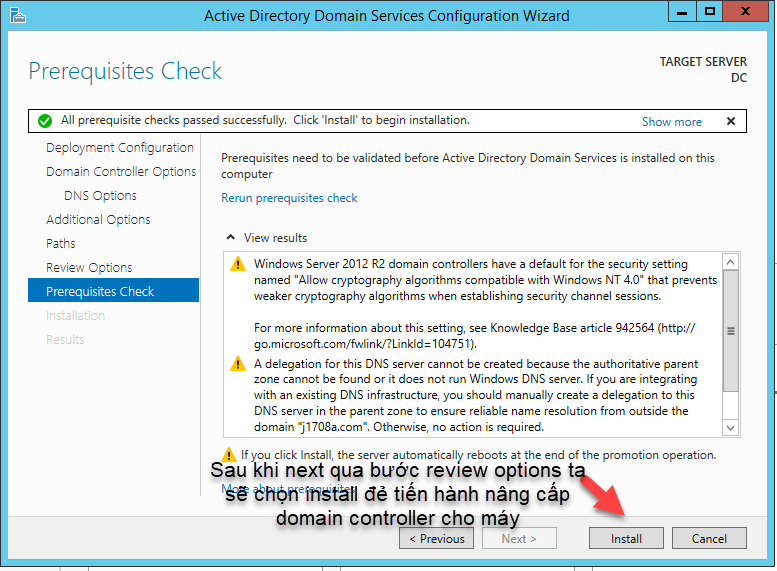 Active Directory Domain Services Configuration Wizard
Prerequisites Check
TARGET SERVER
DC
All prerequisite checks passed successfully. Click 'Install' to begin installation.
Show more
Deployment Configuration
Domain Controller Options
DNS Options
Additional Options
Paths
Review Options
Prerequisites Check
Installation
Results
Prerequisites need to be validated before Active Directory Domain Services is installed on this
computer
Rerun prerequisites check
View results
Windows Server 2012 R2 domain controllers have a default for the security setting
named "Allow cryptography algorithms compatible with Windows NT 4.0" that prevents
weaker cryptography algorithms when establishing security channel sessions.
For more information about this setting, see Knowledge Base article 942564 (http://
go.microsoft.com/fwlink/?LinkId=104751).
A delegation for this DNS server cannot be created because the authoritative parent
zone cannot be found or it does not run Windows DNS server. If you are integrating
with an existing DNS infrastructure, you should manually create a delegation to this
DNS server in the parent zone to ensure reliable name resolution from outside the
domain "j1708a.com". Otherwise, no action is required.
If you click Install, the server automatically reboots at the end of the promotion operation.
More about prerequisites
Sau khi next qua bước review options ta
sẽ chọn install đẻ tiến hành nâng cấp
domain controller cho máy
< Previous
Next >
Install
Cancel